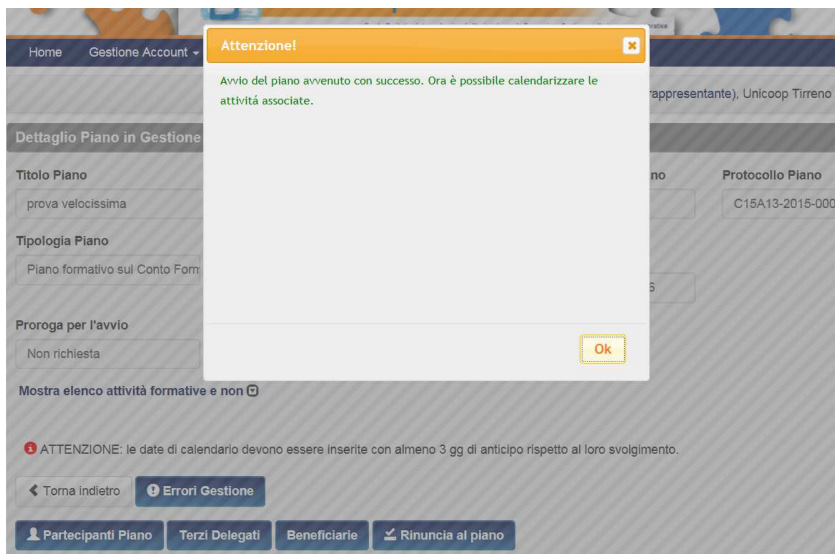 Home Gestione Account
Attenzione!
Avvio del piano avvenuto con successo. Ora è possibile calendarizzare le
attivitá associate.
rappresentante), Unicoop Tirreno
Dettaglio Piano in Gestione
Titolo Piano
no
Protocollo Piano
prova velocissima
C15A13-2015-000
Tipologia Piano
Piano formativo sul Conto Form
6
Proroga per l'avvio
Non richiesta
Ok
Mostra elenco attività formative e non
ATTENZIONE: le date di calendario devono essere inserite con almeno 3 gg di anticipo rispetto al loro svolgimento.
Torna indietro Errori Gestione
Partecipanti Piano Terzi Delegati Beneficiarie Rinuncia al piano